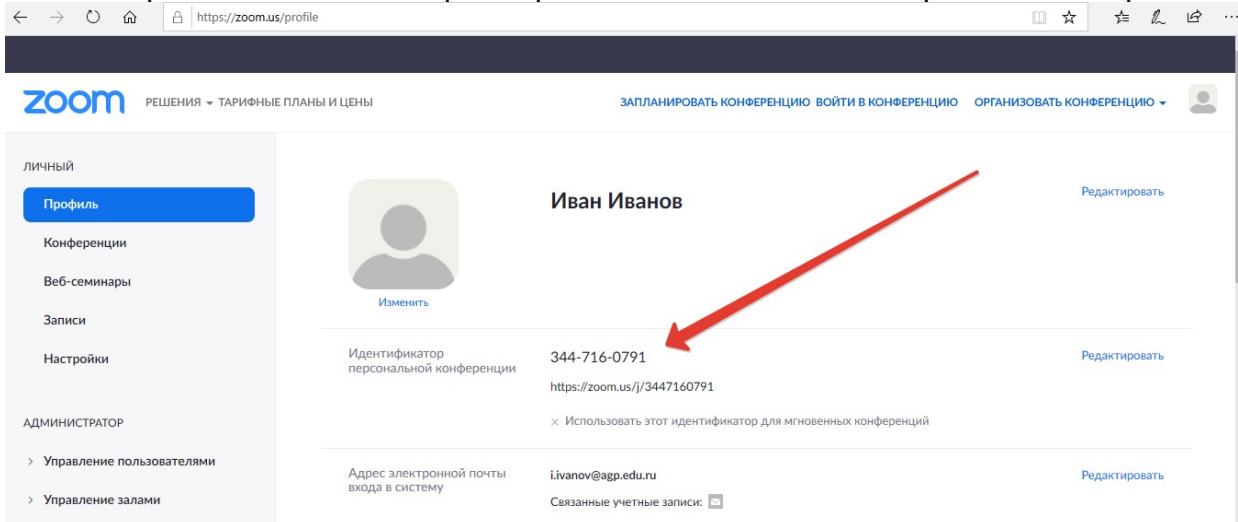 https://zoom.us/profile
zoom РЕШЕНИЯ ТАРИФНЫЕ ПЛАНЫ И ЦЕНЫ ЗАПЛАНИРОВАТЬ КОНФЕРЕНЦИЮ ВОЙТИ В КОНФЕРЕНЦИЮ ОРГАНИЗОВАТЬ КОНФЕРЕНЦИЮ
ЛИЧНЫЙ
Профиль
Конференции
Веб-семинары
Записи
Настройки
АДМИНИСТРАТОР
Управление пользователями
Управление залами
Изменить
Иван Иванов
Редактировать
Идентификатор
персональной конференции
344-716-0791
https://zoom.us/j/3447160791
Использовать этот идентификатор для мгновенных конференций
Редактировать
Адрес электронной почты
входа в систему
i.ivanov@agp.edu.ru
Связанные учетные записи:
Редактировать